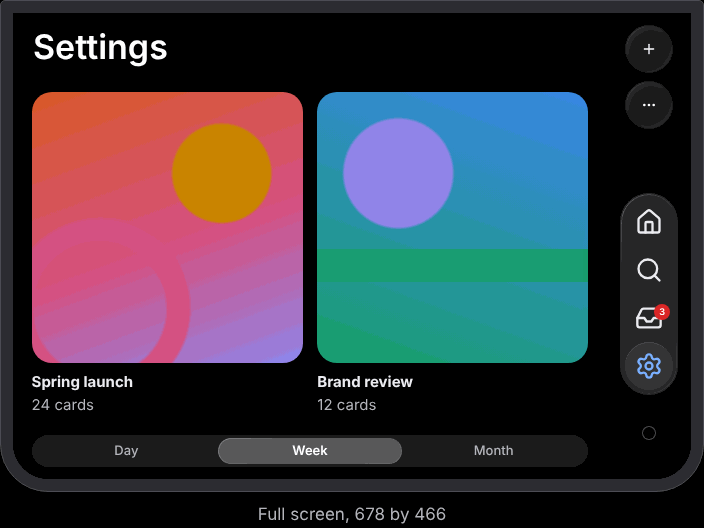 Settings
+
...
Spring launch
24 cards
Brand review
12 cards
3
Day
Week
Month
Full screen, 678 by 466